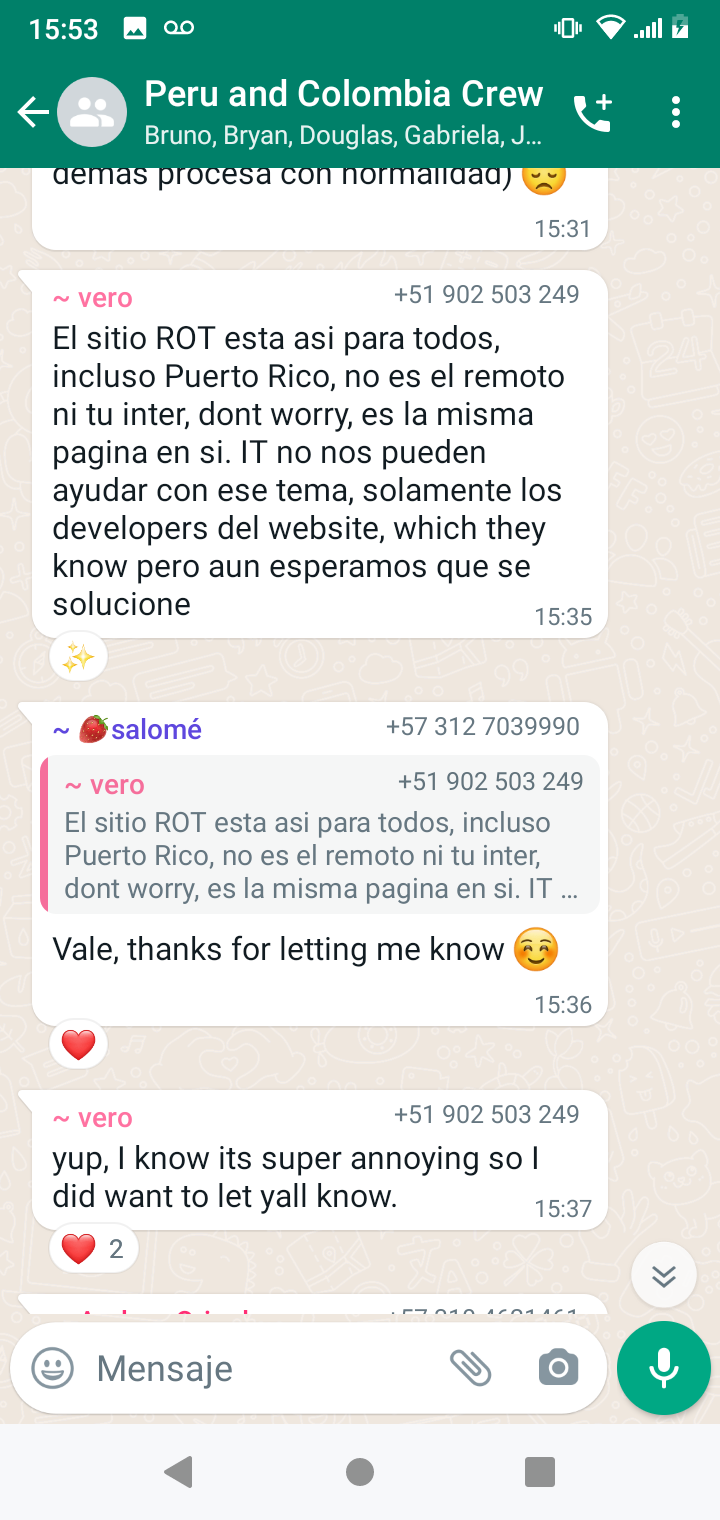 15:53
Peru and Colombia Crew
Bruno, Bryan, Douglas, Gabriela, J...
demás procesa con normalidad) 😞
15:31
~ vero +51 902 503 249
El sitio ROT esta asi para todos,
incluso Puerto Rico, no es el remoto
ni tu inter, dont worry, es la misma
pagina en si. IT no nos pueden
ayudar con ese tema, solamente los
developers del website, which they
know pero aun esperamos que se
solucione
15:35
~ 🍓salomé +57 312 7039990
~ vero +51 902 503 249
El sitio ROT esta asi para todos, incluso
Puerto Rico, no es el remoto ni tu inter,
dont worry, es la misma pagina en si. IT ...
Vale, thanks for letting me know ☺️
15:36
~ vero +51 902 503 249
yup, I know its super annoying so I
did want to let yall know.
15:37
2
Mensaje